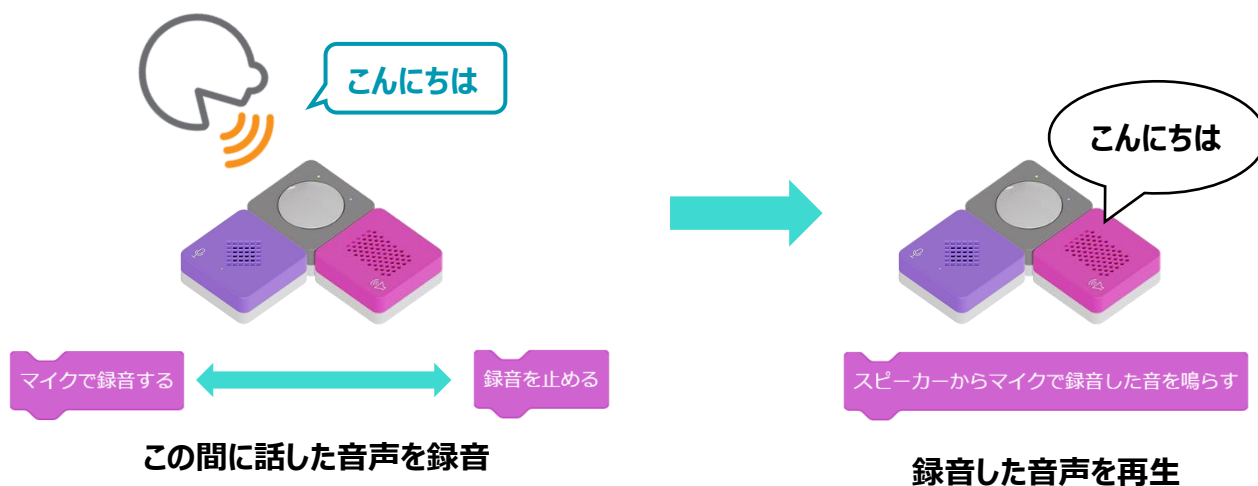 こんにちは
こんにちは
マイクで録音する
録音を止める
スピーカーからマイクで録音した音を鳴らす
この間に話した音声を録音
録音した音声を再生